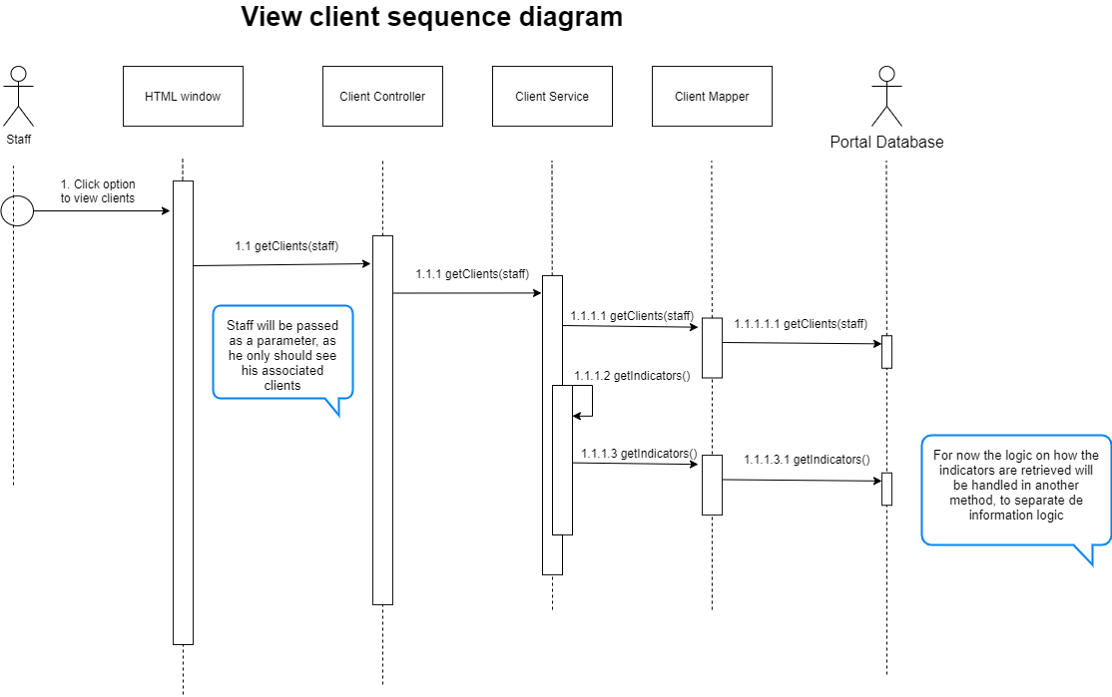 View client sequence diagram
Staff
HTML window
Client Controller
Client Service
Client Mapper
Portal Database
1. Click option
to view clients
1.1 getClients(staff)
1.1.1 getClients(staff)
1.1.1.1 getClients(staff)
1.1.1.1.1 getClients(staff)
Staff will be passed
as a parameter, as
he only should see
his associated
clients
1.1.1.2 getIndicators()
1.1.1.3 getIndicators()
1.1.1.3.1 getIndicators()
For now the logic on how the
indicators are retrieved will
be handled in another
method, to separate de
information logic